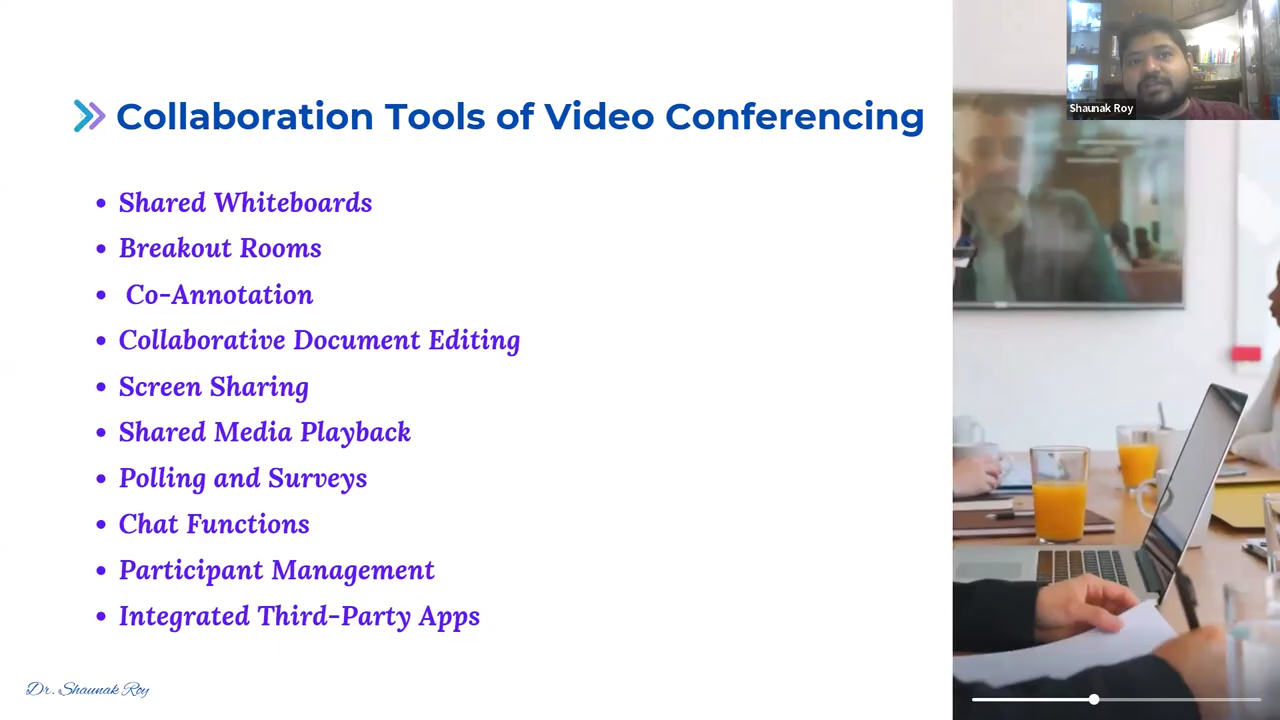 Collaboration Tools of Video Conferencing
Shaunak Roy
• Shared Whiteboards
• Breakout Rooms
• Co-Annotation
• Collaborative Document Editing
• Screen Sharing
• Shared Media Playback
• Polling and Surveys
• Chat Functions
• Participant Management
• Integrated Third-Party Apps
Dr. Shaunak Roy